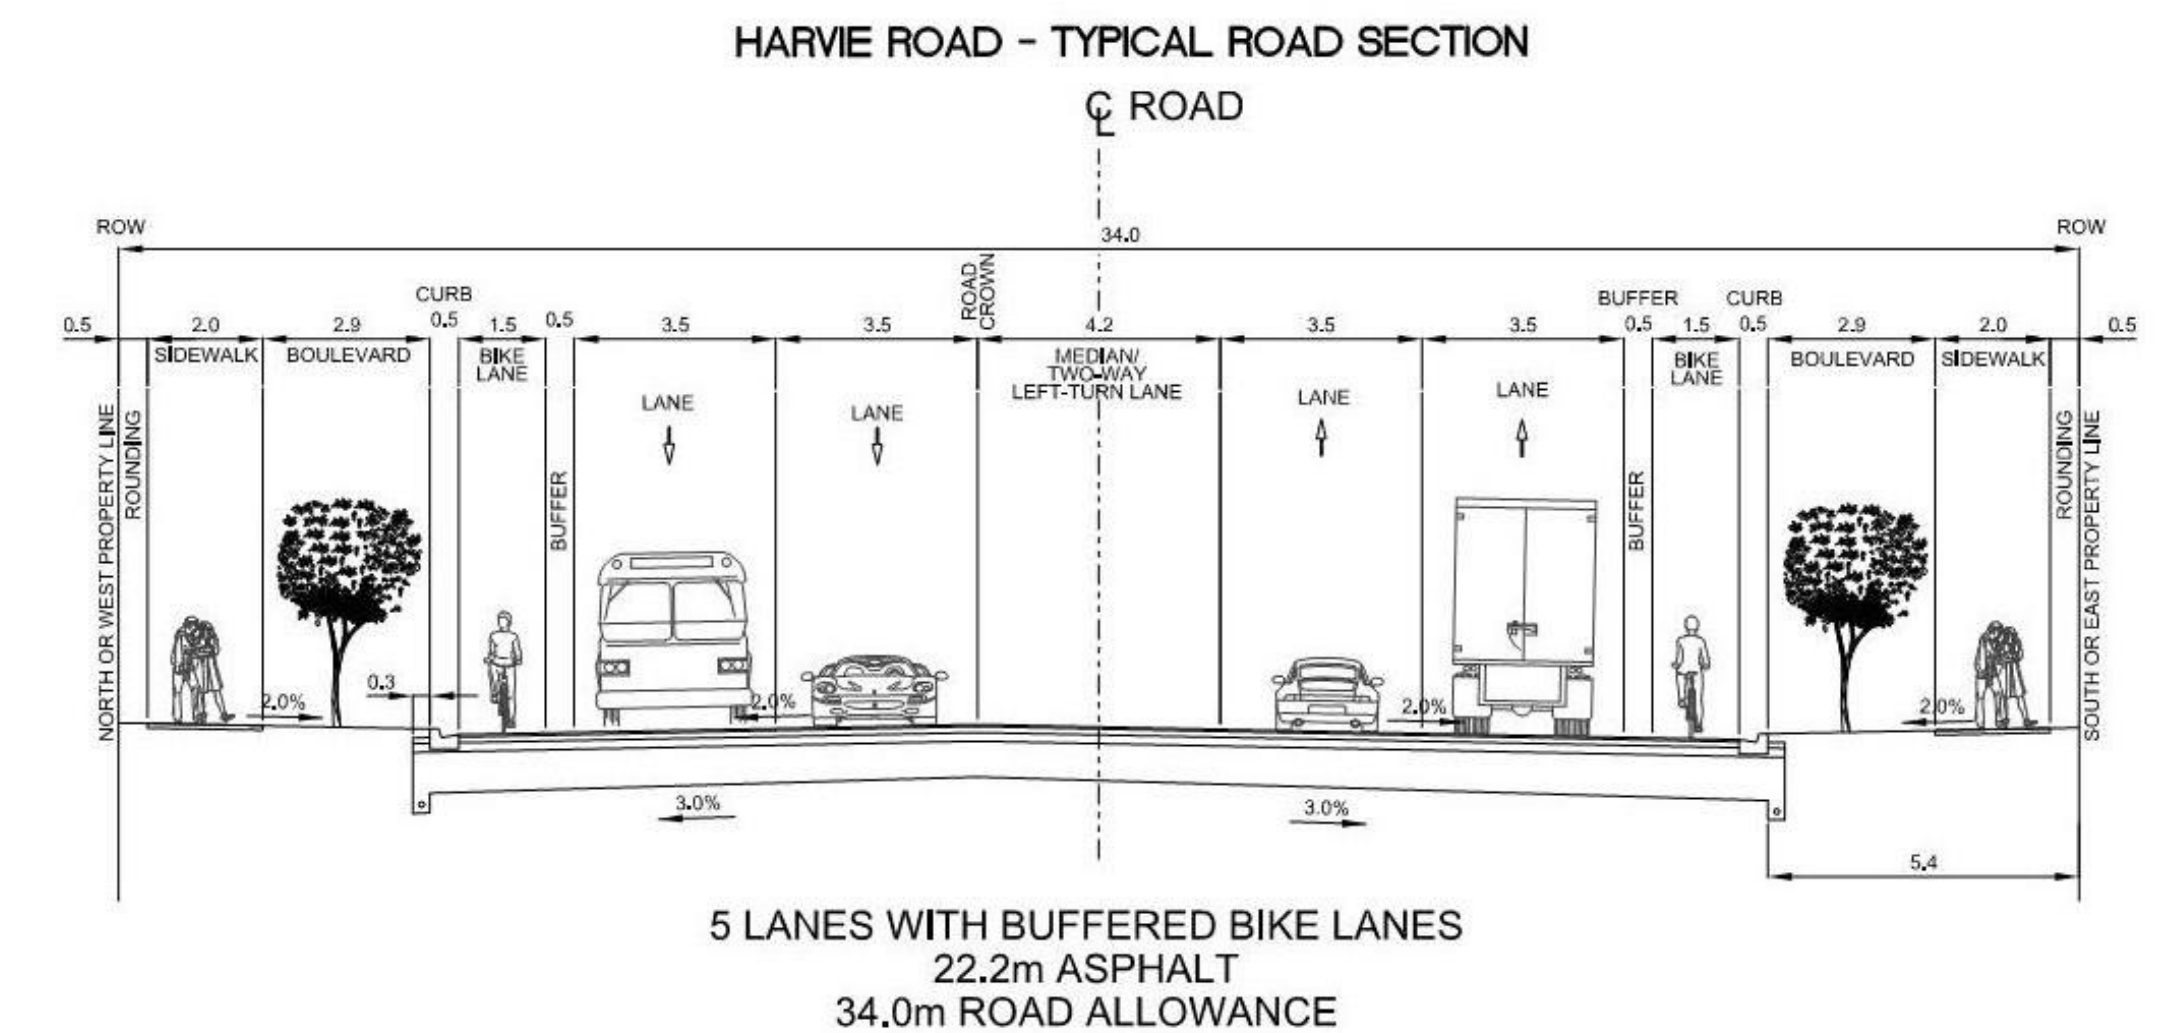 HARVIE ROAD - TYPICAL ROAD SECTION
℄ ROAD
ROW
34.0
ROW
ROAD
CROWN
CURB
BUFFER
CURB
0.5
2.0
2.9
0.5
1.5
0.5
3.5
3.5
4.2
3.5
3.5
0.5
1.5
0.5
2.9
2.0
0.5
SIDEWALK
BOULEVARD
BIKE
LANE
MEDIAN/
TWO-WAY
LEFT-TURN LANE
BIKE
LANE
BOULEVARD
SIDEWALK
LANE
LANE
LANE
LANE
NORTH OR WEST PROPERTY LINE
ROUNDING
BUFFER
BUFFER
ROUNDING
SOUTH OR EAST PROPERTY LINE
0.3
2.0%
2.0%
2.0%
2.0%
3.0%
3.0%
5.4
5 LANES WITH BUFFERED BIKE LANES
22.2m ASPHALT
34.0m ROAD ALLOWANCE